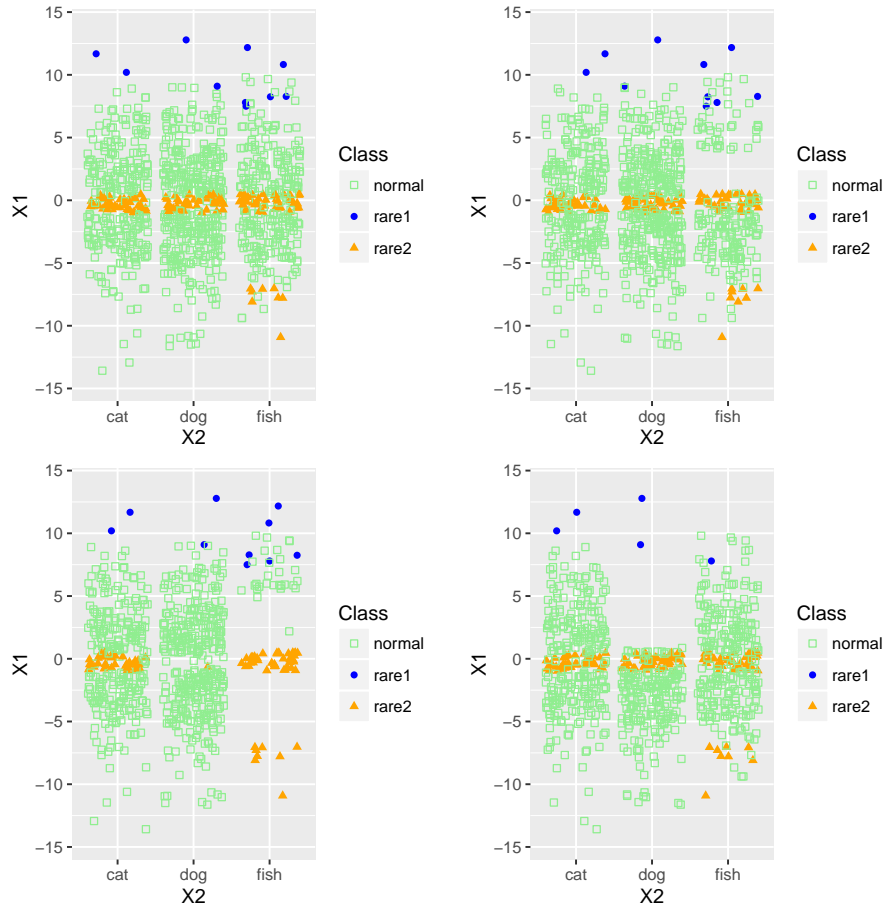 15
10
5
0
−5
−10
−15
X1
cat
dog
fish
X2
Class
normal
rare1
rare2
15
10
5
0
−5
−10
−15
X1
cat
dog
fish
X2
Class
normal
rare1
rare2
15
10
5
0
−5
−10
−15
X1
cat
dog
fish
X2
Class
normal
rare1
rare2
15
10
5
0
−5
−10
−15
X1
cat
dog
fish
X2
Class
normal
rare1
rare2